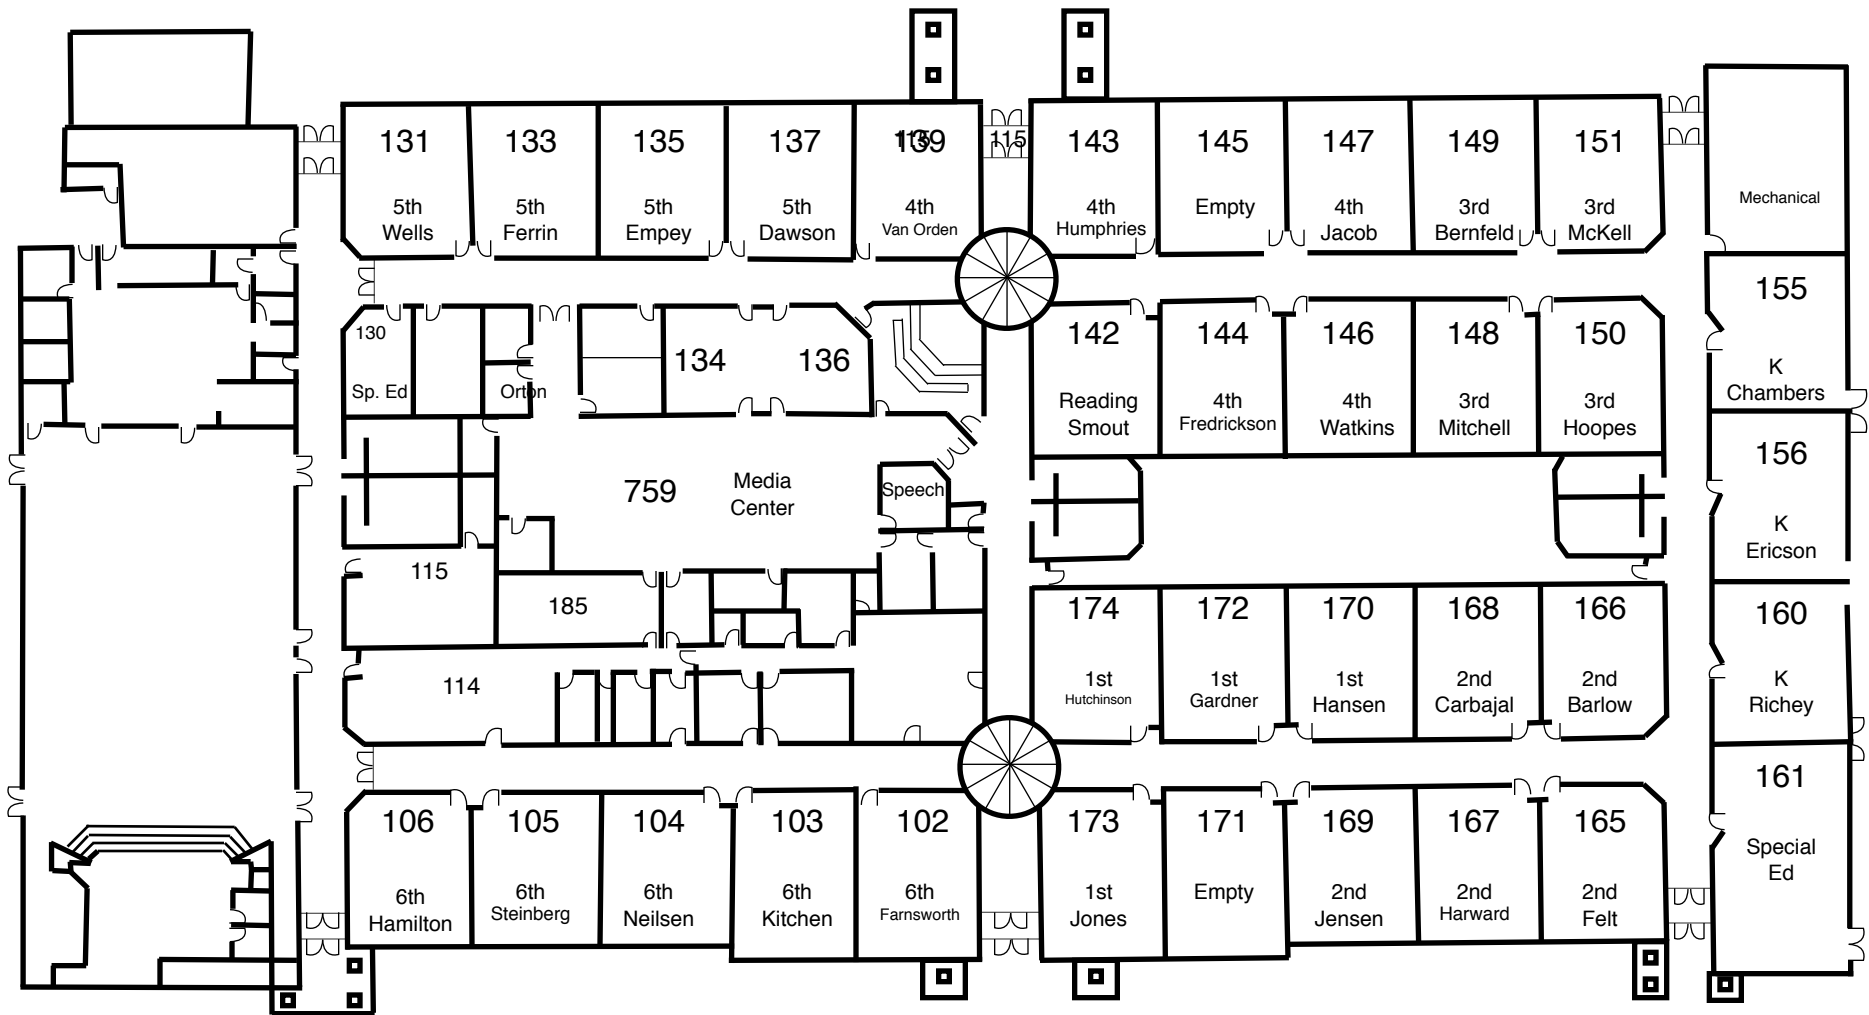 131
5th
Wells
133
5th
Ferrin
135
5th
Empey
137
5th
Dawson
139
115
4th
Van Orden
115
143
4th
Humphries
145
Empty
147
4th
Jacob
149
3rd
Bernfeld
151
3rd
McKell
Mechanical
130
Sp. Ed
Orton
134
136
142
Reading
Smout
144
4th
Fredrickson
146
4th
Watkins
148
3rd
Mitchell
150
3rd
Hoopes
155
K
Chambers
759
Media
Center
Speech
156
K
Ericson
115
185
114
174
1st
Hutchinson
172
1st
Gardner
170
1st
Hansen
168
2nd
Carbajal
166
2nd
Barlow
160
K
Richey
106
6th
Hamilton
105
6th
Steinberg
104
6th
Neilsen
103
6th
Kitchen
102
6th
Farnsworth
173
1st
Jones
171
Empty
169
2nd
Jensen
167
2nd
Harward
165
2nd
Felt
161
Special
Ed